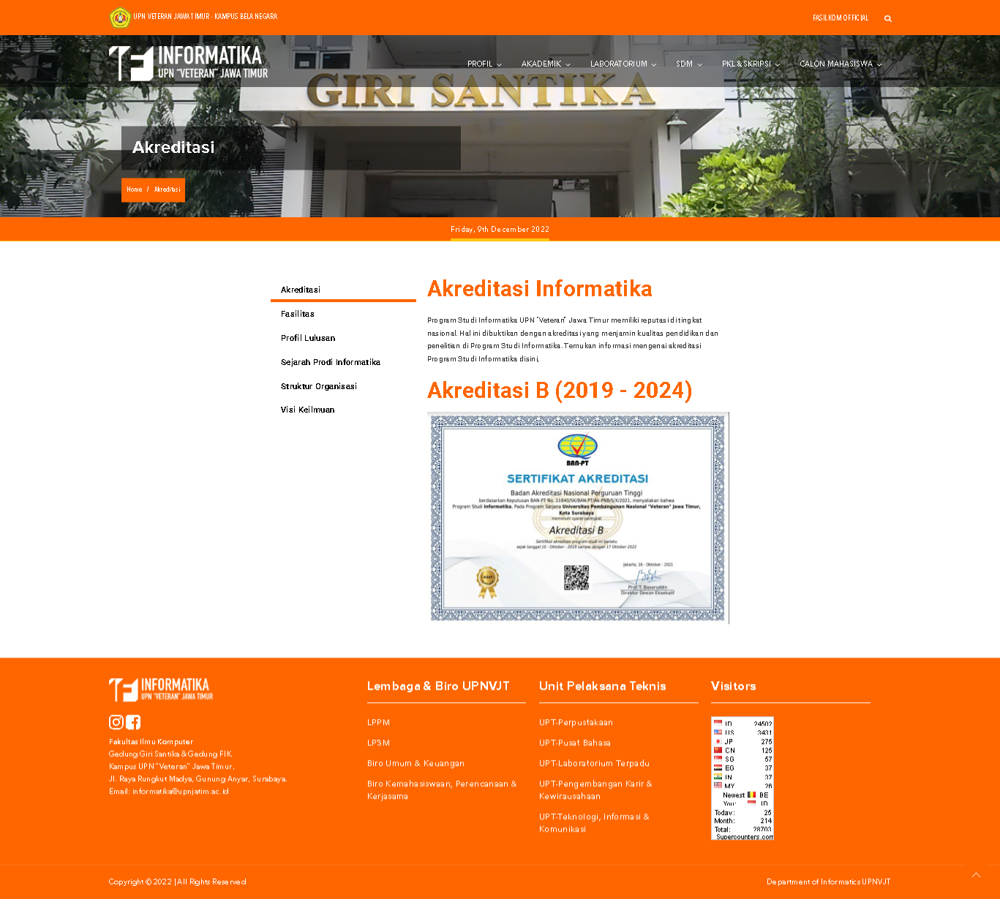 UPN VETERAN JAWA TIMUR - KAMPUS BELA NEGARA
FASILKOM OFFICIAL
INFORMATIKA
UPN "VETERAN" JAWA TIMUR
PROFIL
AKADEMIK
LABORATORIUM
SDM
PKL & SKRIPSI
CALON MAHASISWA
GIRI SANTIKA
Akreditasi
Home / Akreditasi
Friday, 9th December 2022
Akreditasi
Fasilitas
Profil Lulusan
Sejarah Prodi Informatika
Struktur Organisasi
Visi Keilmuan
Akreditasi Informatika
Program Studi Informatika UPN "Veteran" Jawa Timur memiliki reputasi di tingkat
nasional. Hal ini dibuktikan dengan akreditasi yang menjamin kualitas pendidikan dan
penelitian di Program Studi Informatika. Temukan informasi mengenai akreditasi
Program Studi Informatika disini,
Akreditasi B (2019 - 2024)
BAN-PT
SERTIFIKAT AKREDITASI
Badan Akreditasi Nasional Perguruan Tinggi
berdasarkan Keputusan BAN-PT No. 11840/SK/BAN-PT/Ak-PNB/S/X/2021, menyatakan bahwa
Program Studi Informatika, Pada Program Sarjana Universitas Pembangunan Nasional "Veteran" Jawa Timur,
Kota Surabaya
memenuhi syarat peringkat
Akreditasi B
Sertifikat akreditasi program studi ini berlaku
sejak tanggal 10 - Oktober - 2019 sampai dengan 17 Oktober 2022
Jakarta, 26 - Oktober - 2021
Prof. T. Basaruddin
Direktur Dewan Eksekutif
INFORMATIKA
UPN "VETERAN" JAWA TIMUR
Fakultas Ilmu Komputer
Gedung Giri Santika & Gedung FIK,
Kampus UPN "Veteran" Jawa Timur,
Jl. Raya Rungkut Madya, Gunung Anyar, Surabaya.
Email: informatika@upnjatim.ac.id
Lembaga & Biro UPNVJT
LPPM
LP3M
Biro Umum & Keuangan
Biro Kemahasiswaan, Perencanaan &
Kerjasama
Unit Pelaksana Teknis
UPT-Perpustakaan
UPT-Pusat Bahasa
UPT-Laboratorium Terpadu
UPT-Pengembangan Karir &
Kewirausahaan
UPT-Teknologi, Informasi &
Komunikasi
Visitors
ID 24502
US 3431
JP 275
CN 125
SG 57
EG 37
IN 37
MY 26
Newest BE
You: ID
Today: 25
Month: 214
Total: 28703
Supercounters.com
Copyright © 2022 | All Rights Reserved
Department of Informatics UPNVJT